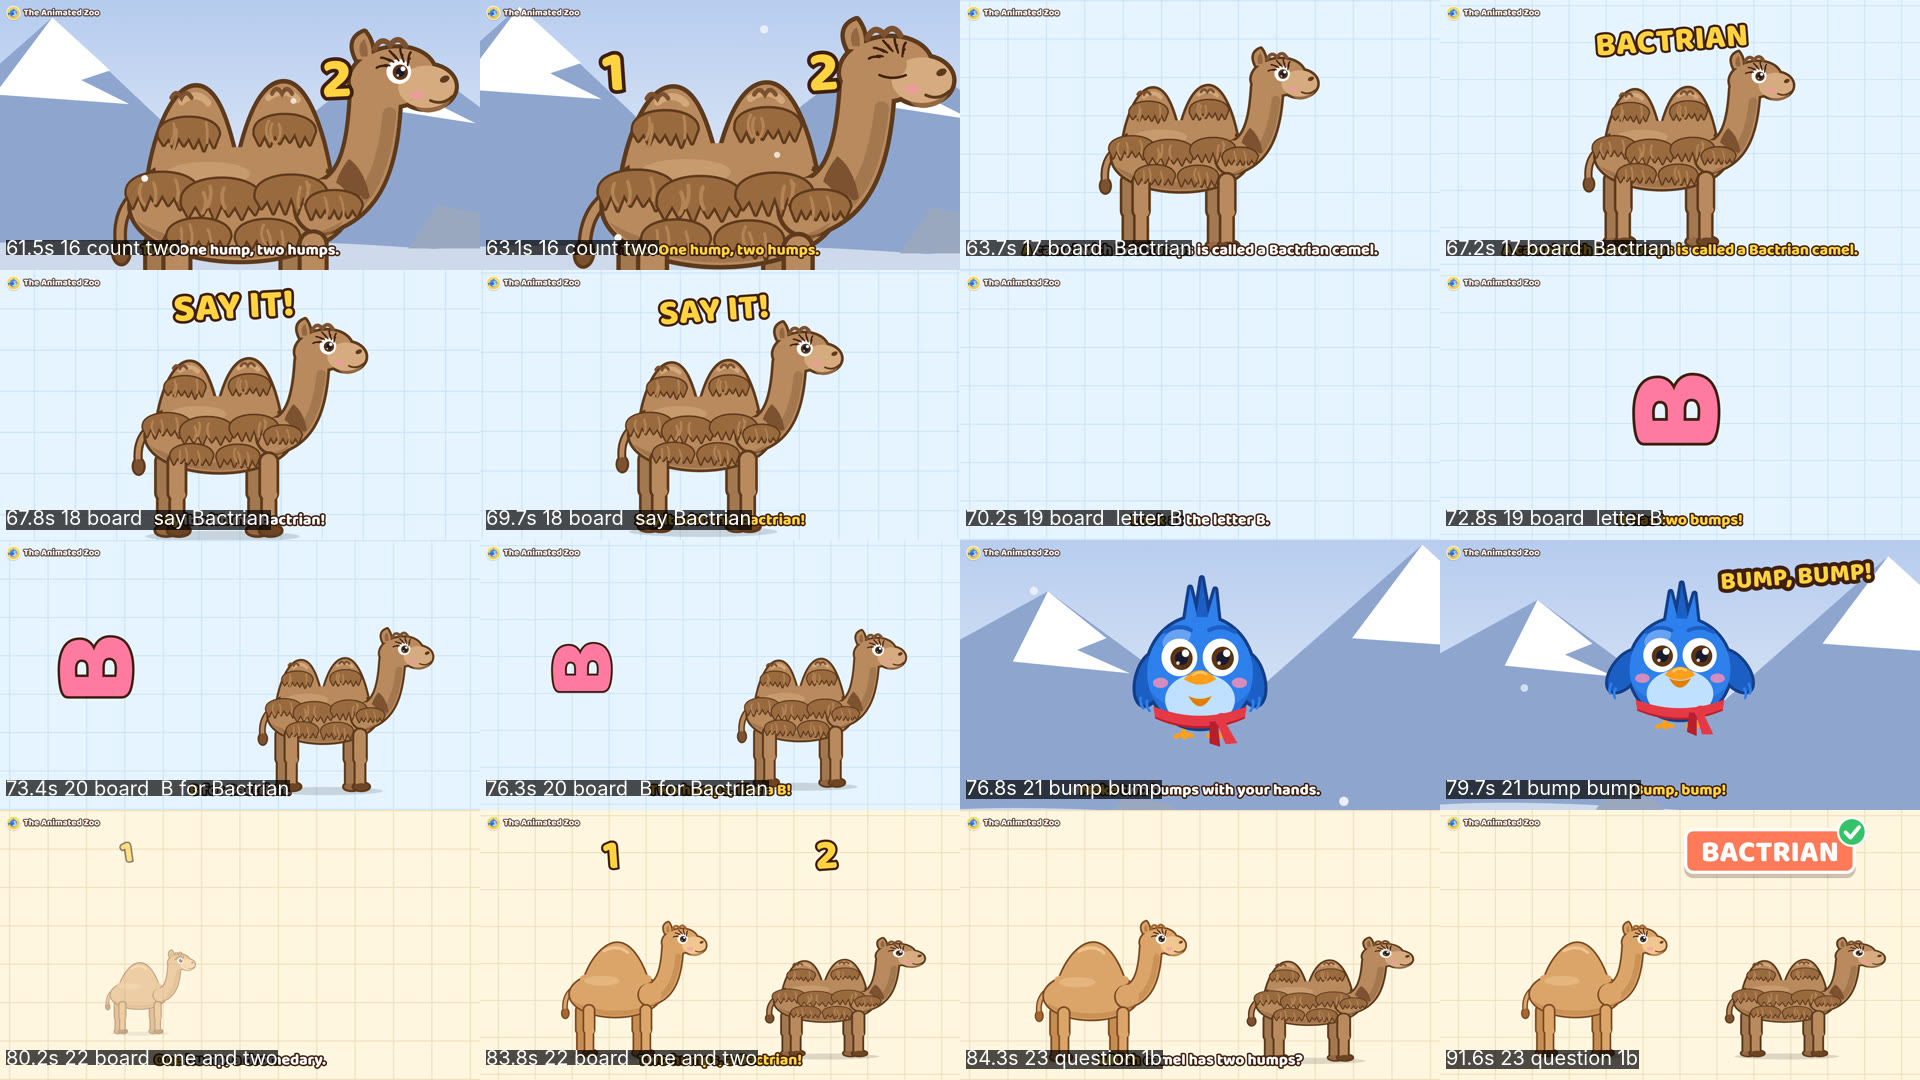 The Animated Zoo
2
61.5s 16 count two One hump, two humps.
The Animated Zoo
1 2
63.1s 16 count two One hump, two humps.
The Animated Zoo
63.7s 17 board Bactrian is called a Bactrian camel.
The Animated Zoo
BACTRIAN
67.2s 17 board Bactrian is called a Bactrian camel.
The Animated Zoo
SAY IT!
67.8s 18 board say Bactrian
The Animated Zoo
SAY IT!
69.7s 18 board say Bactrian
The Animated Zoo
70.2s 19 board letter B the letter B.
The Animated Zoo
B
72.8s 19 board letter B two bumps!
The Animated Zoo
B
73.4s 20 board B for Bactrian
The Animated Zoo
B
76.3s 20 board B for Bactrian B!
The Animated Zoo
76.8s 21 bump bump with your hands.
The Animated Zoo
BUMP, BUMP!
79.7s 21 bump bump bump!
The Animated Zoo
1
80.2s 22 board one and two
The Animated Zoo
1 2
83.8s 22 board one and two
The Animated Zoo
84.3s 23 question 1b has two humps?
The Animated Zoo
BACTRIAN
91.6s 23 question 1b